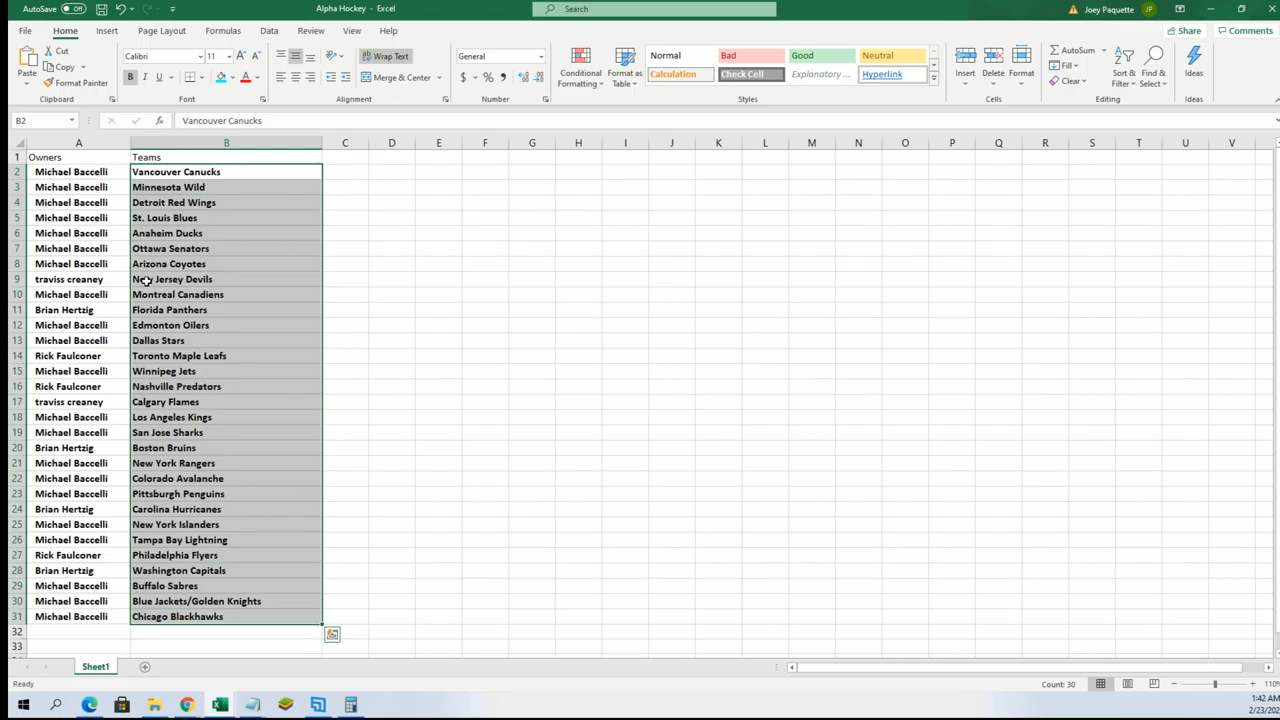 AutoSave Off Alpha Hockey - Excel Search Joey Paquette JP
File Home Insert Draw Page Layout Formulas Data Review View Help Share Comments
Cut
Copy
Format Painter
Paste
Clipboard
Calibri 11
B I U
Font
Wrap Text
Merge & Center
Alignment
General
$ % ,
Number
Conditional Formatting
Format as Table
Normal Bad Good Neutral
Calculation Check Cell Explanatory ... Hyperlink
Styles
Insert Delete Format
Cells
AutoSum
Fill
Clear
Sort & Filter
Find & Select
Editing
Ideas
Ideas
B2 fx Vancouver Canucks
A B C D E F G H I J K L M N O P Q R S T U V
1 Owners Teams
2 Michael Baccelli Vancouver Canucks
3 Michael Baccelli Minnesota Wild
4 Michael Baccelli Detroit Red Wings
5 Michael Baccelli St. Louis Blues
6 Michael Baccelli Anaheim Ducks
7 Michael Baccelli Ottawa Senators
8 Michael Baccelli Arizona Coyotes
9 traviss creaney New Jersey Devils
10 Michael Baccelli Montreal Canadiens
11 Brian Hertzig Florida Panthers
12 Michael Baccelli Edmonton Oilers
13 Michael Baccelli Dallas Stars
14 Rick Faulconer Toronto Maple Leafs
15 Michael Baccelli Winnipeg Jets
16 Rick Faulconer Nashville Predators
17 traviss creaney Calgary Flames
18 Michael Baccelli Los Angeles Kings
19 Michael Baccelli San Jose Sharks
20 Brian Hertzig Boston Bruins
21 Michael Baccelli New York Rangers
22 Michael Baccelli Colorado Avalanche
23 Michael Baccelli Pittsburgh Penguins
24 Brian Hertzig Carolina Hurricanes
25 Michael Baccelli New York Islanders
26 Michael Baccelli Tampa Bay Lightning
27 Rick Faulconer Philadelphia Flyers
28 Brian Hertzig Washington Capitals
29 Michael Baccelli Buffalo Sabres
30 Michael Baccelli Blue Jackets/Golden Knights
31 Michael Baccelli Chicago Blackhawks
32
33
Sheet1
Ready Count: 30 110%
1:42 AM
2/23/202